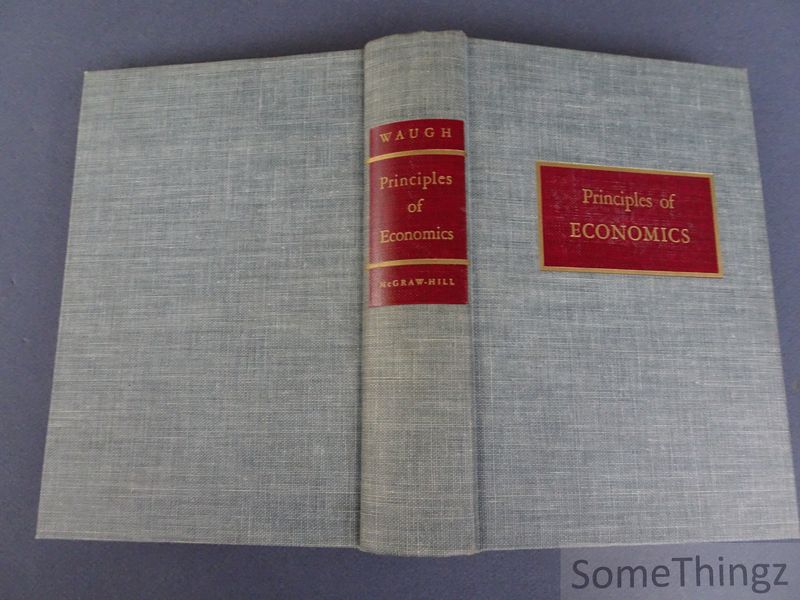 WAUGH
Principles
of
Economics
McGRAW-HILL
Principles of
ECONOMICS
SomeThingz